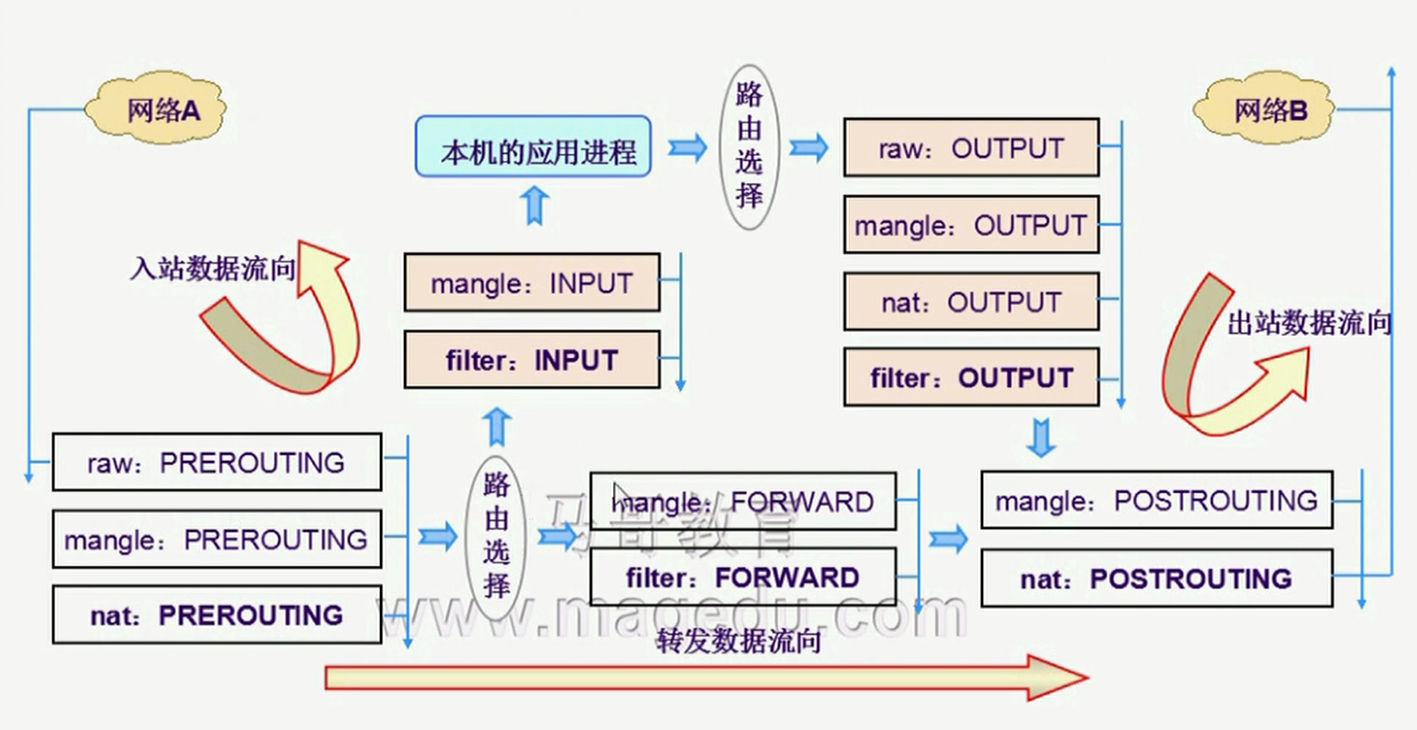 网络A
网络B
路由选择
本机的应用进程
raw：OUTPUT
mangle：OUTPUT
nat：OUTPUT
filter：OUTPUT
入站数据流向
mangle：INPUT
filter：INPUT
出站数据流向
raw：PREROUTING
mangle：PREROUTING
nat：PREROUTING
路由选择
mangle：FORWARD
filter：FORWARD
mangle：POSTROUTING
nat：POSTROUTING
马哥教育
www.magedu.com
转发数据流向